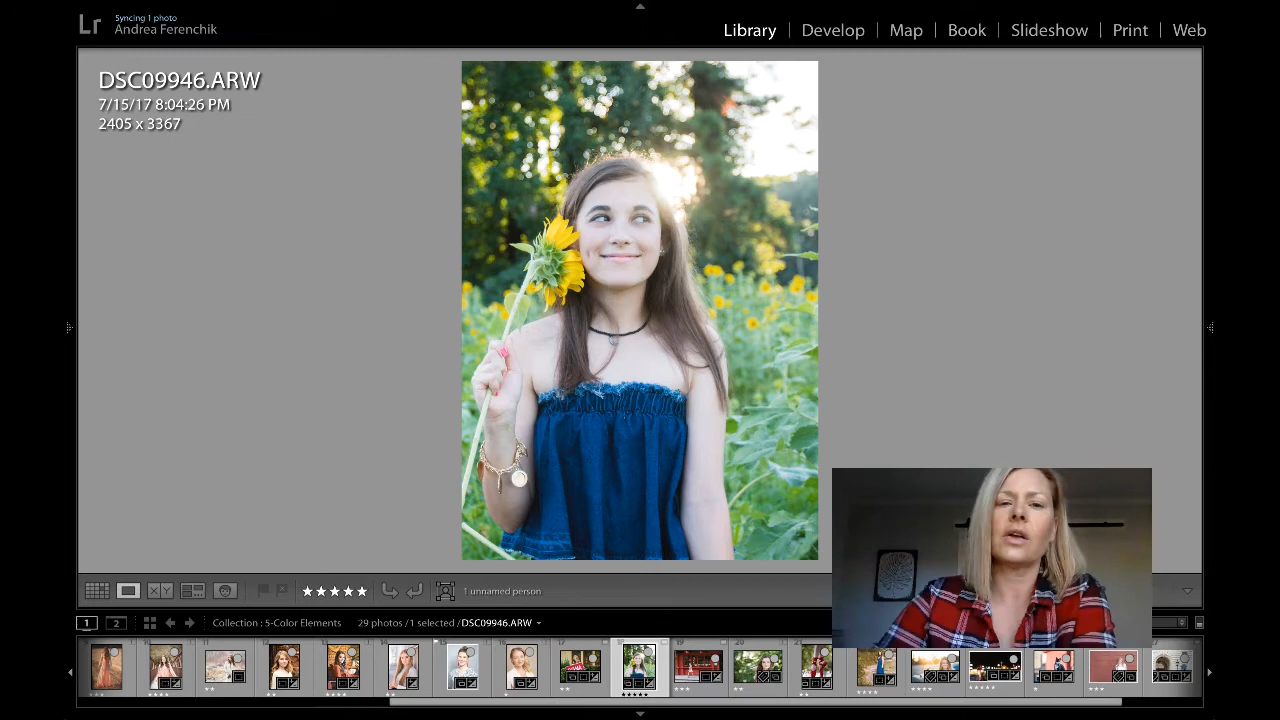 Lr
Syncing 1 photo
Andrea Ferenchik
Library
Develop
Map
Book
Slideshow
Print
Web
DSC09946.ARW
7/15/17 8:04:26 PM
2405 x 3367
XY
1 unnamed person
1
2
Collection : 5-Color Elements
29 photos / 1 selected / DSC09946.ARW